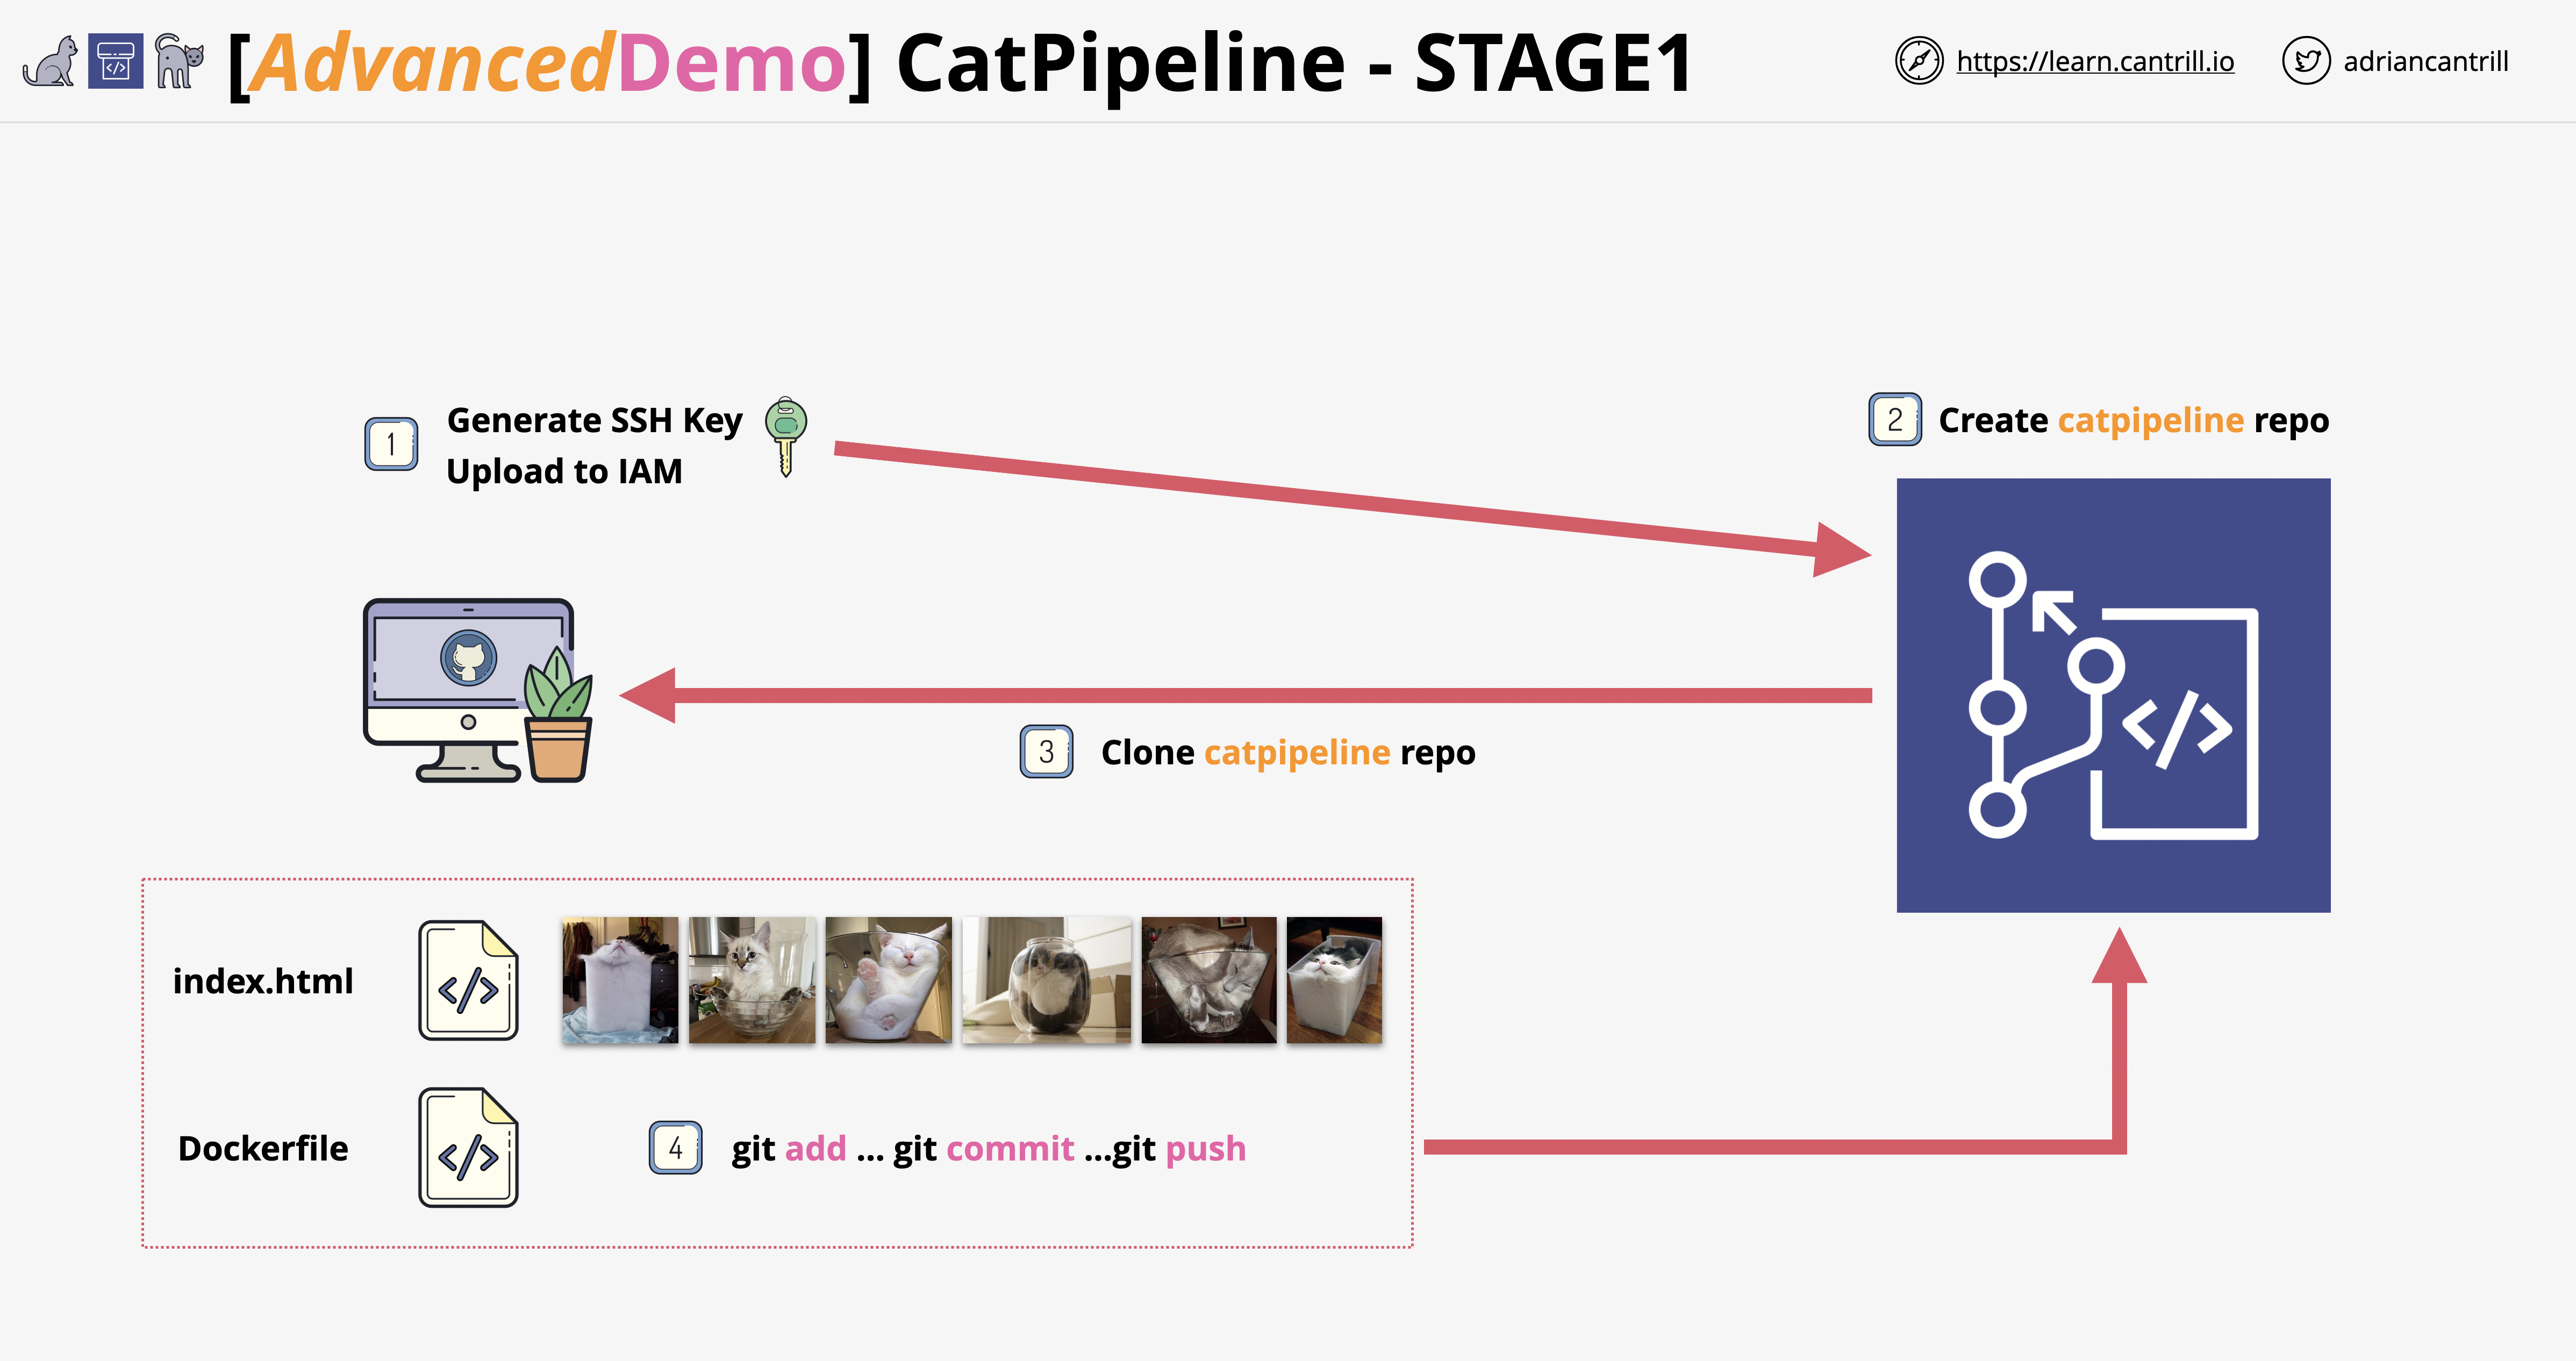 [AdvancedDemo] CatPipeline - STAGE1
https://learn.cantrill.io
adriancantrill
1
Generate SSH Key
Upload to IAM
2
Create catpipeline repo
3
Clone catpipeline repo
index.html
Dockerfile
4
git add ... git commit ...git push